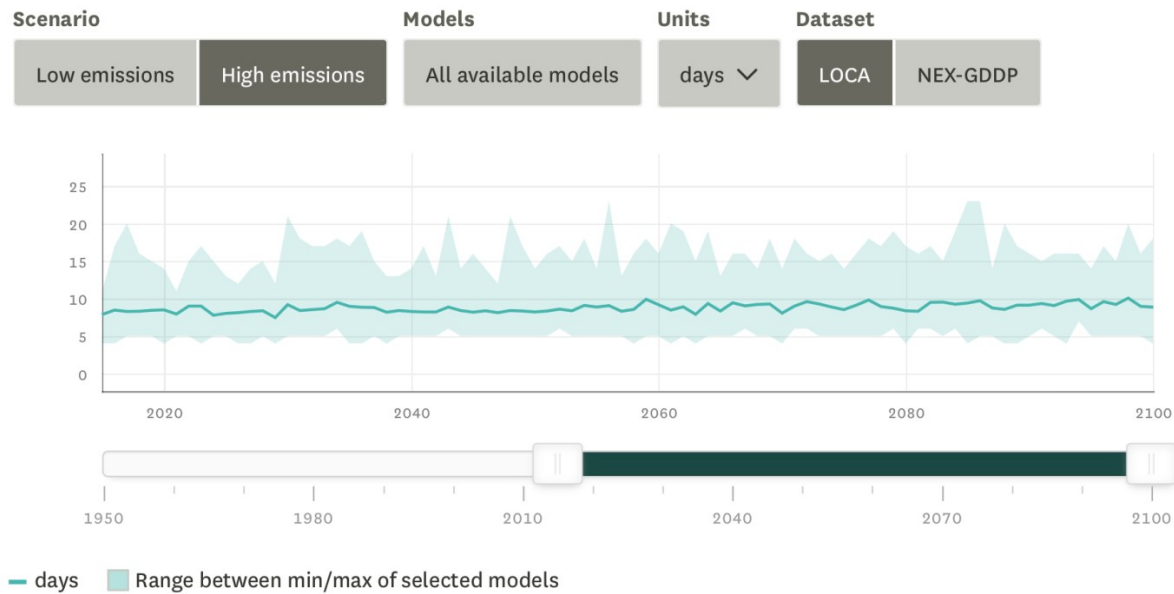 Scenario Models Units Dataset
Low emissions High emissions All available models days LOCA NEX-GDDP
25
20
15
10
5
0
2020 2040 2060 2080 2100
1950 1980 2010 2040 2070 2100
days Range between min/max of selected models